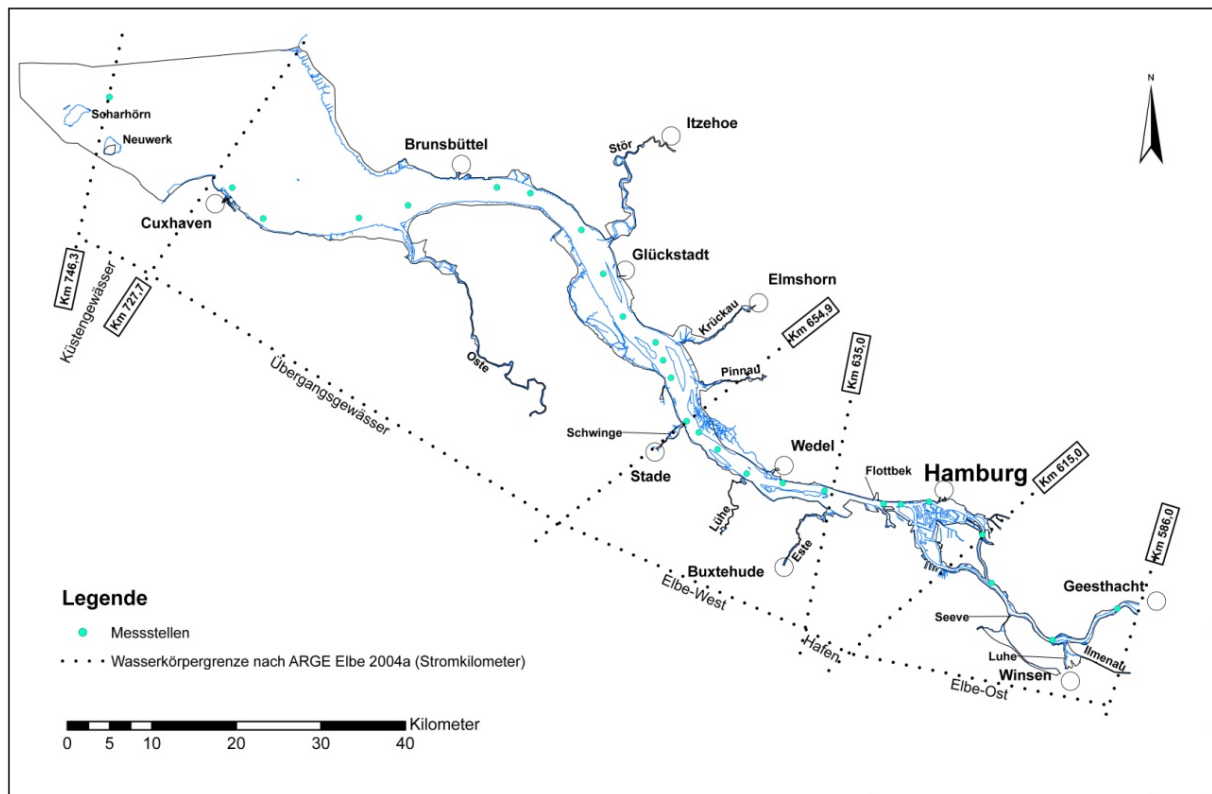 N
Scharhörn
Neuwerk
Cuxhaven
Brunsbüttel
Itzehoe
Stör
Glückstadt
Elmshorn
Krückau
Pinnau
Oste
Km 746,3
Küstengewässer
Km 727,7
Übergangsgewässer
Km 654,9
Km 635,0
Schwinge
Stade
Wedel
Lühe
Flottbek
Hamburg
Km 615,0
Km 586,0
Este
Buxtehude
Geesthacht
Seeve
Luhe
Ilmenau
Winsen
Elbe-West
Hafen
Elbe-Ost
Legende
Messstellen
Wasserkörpergrenze nach ARGE Elbe 2004a (Stromkilometer)
Kilometer
0 5 10 20 30 40